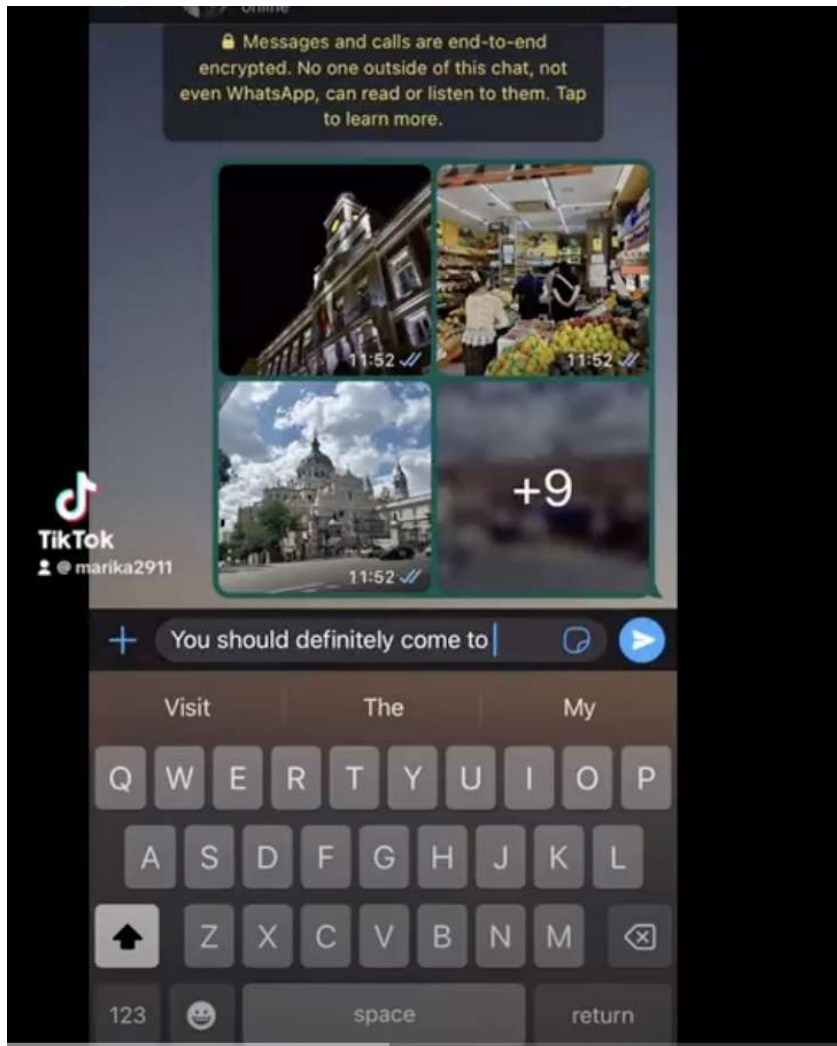 online
Messages and calls are end-to-end
encrypted. No one outside of this chat, not
even WhatsApp, can read or listen to them. Tap
to learn more.
11:52
11:52
11:52
+9
TikTok
@ marika2911
You should definitely come to
Visit The My
Q W E R T Y U I O P
A S D F G H J K L
Z X C V B N M
123 space return